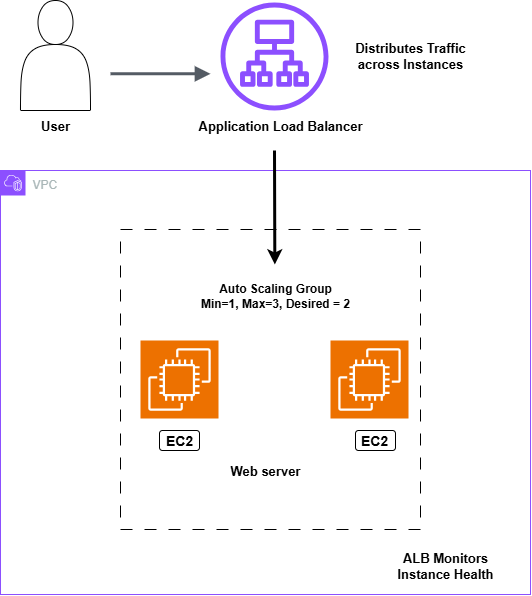 Distributes Traffic
across Instances
User
Application Load Balancer
VPC
Auto Scaling Group
Min=1, Max=3, Desired = 2
EC2
EC2
Web server
ALB Monitors
Instance Health